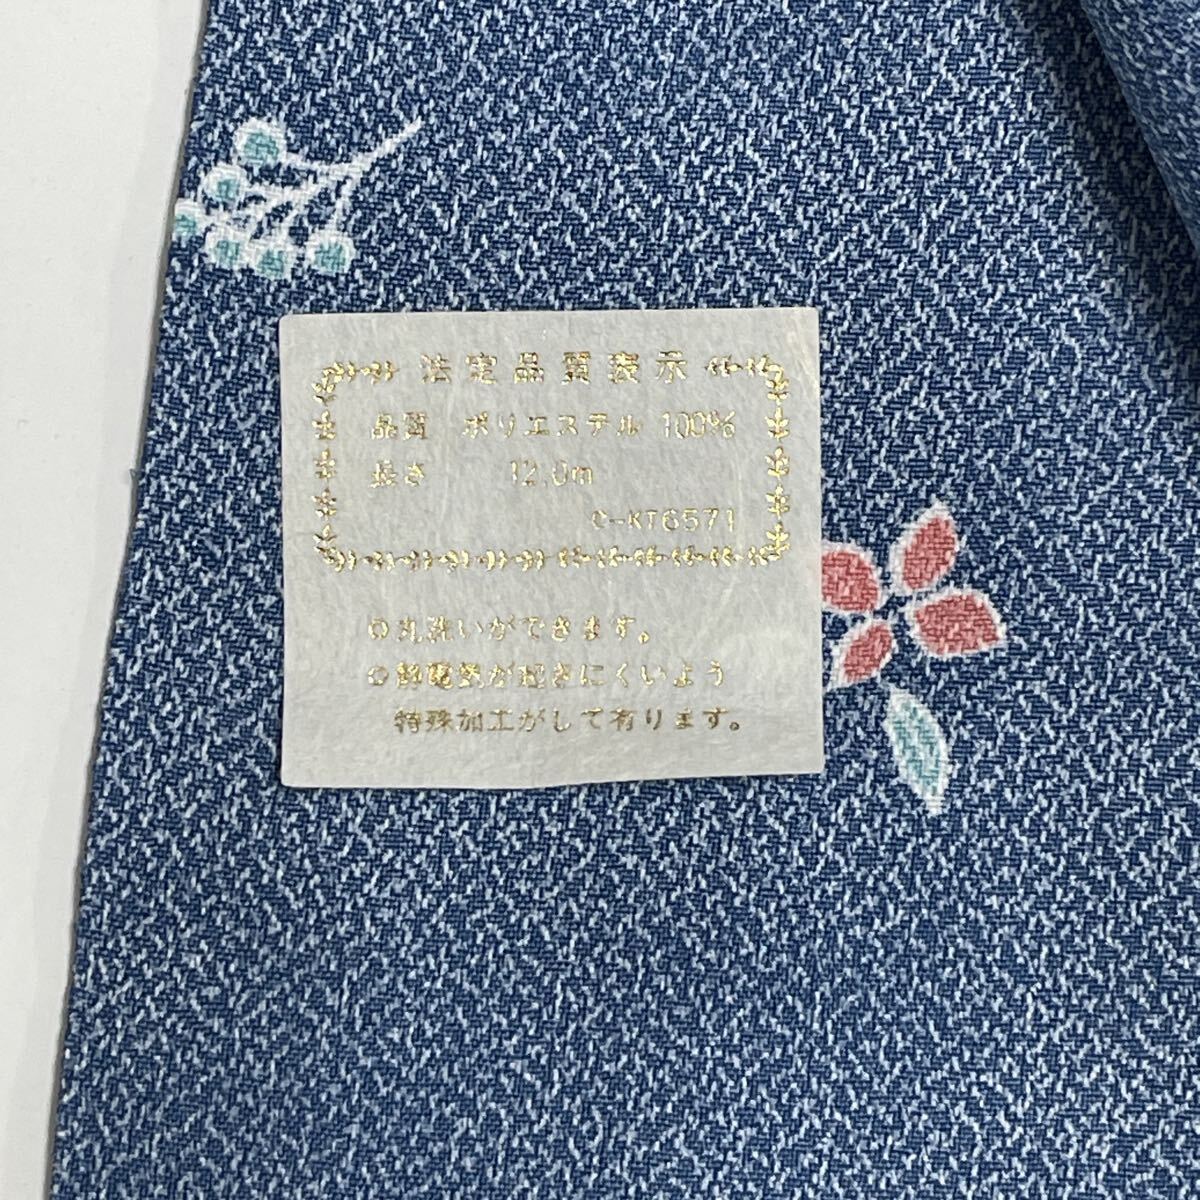 法定品質表示
品質 ポリエステル 100%
長さ 12.0m
C-KT6571
○丸洗いができます。
○静電気が起きにくいよう
特殊加工がして有ります。